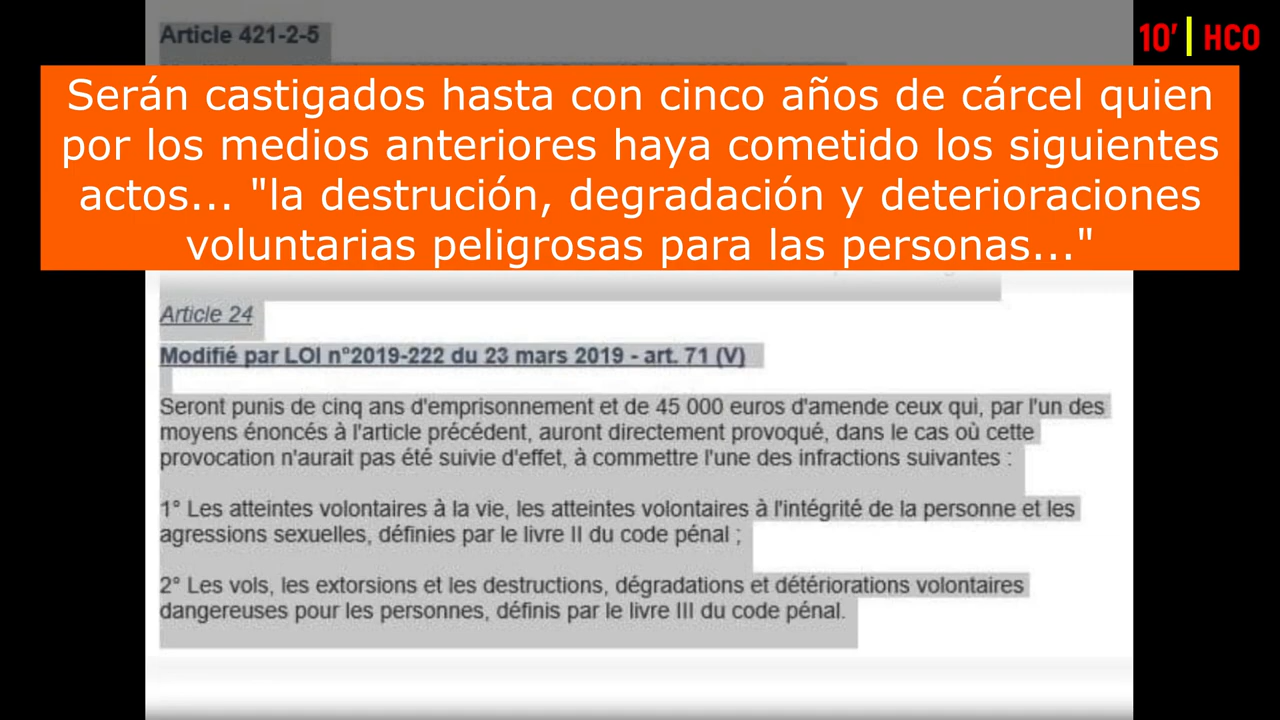 Article 421-2-5
10' | HCO
Serán castigados hasta con cinco años de cárcel quien
por los medios anteriores haya cometido los siguientes
actos... "la destrución, degradación y deterioraciones
voluntarias peligrosas para las personas..."
Article 24
Modifié par LOI n°2019-222 du 23 mars 2019 - art. 71 (V)
Seront punis de cinq ans d'emprisonnement et de 45 000 euros d'amende ceux qui, par l'un des
moyens énoncés à l'article précédent, auront directement provoqué, dans le cas où cette
provocation n'aurait pas été suivie d'effet, à commettre l'une des infractions suivantes :
1° Les atteintes volontaires à la vie, les atteintes volontaires à l'intégrité de la personne et les
agressions sexuelles, définies par le livre II du code pénal ;
2° Les vols, les extorsions et les destructions, dégradations et détériorations volontaires
dangereuses pour les personnes, définis par le livre III du code pénal.